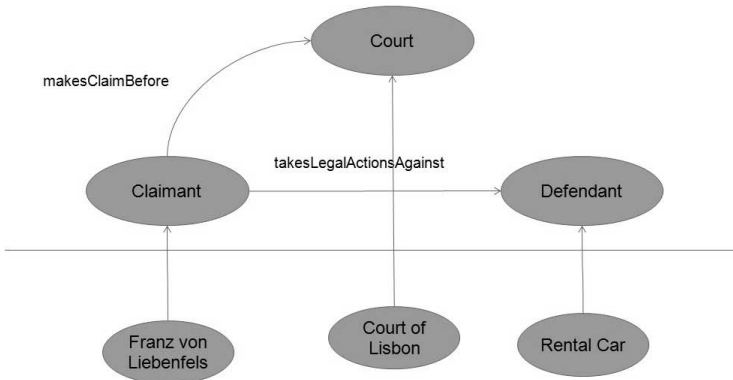 Court
makesClaimBefore
takesLegalActionsAgainst
Claimant
Defendant
Franz von
Liebenfels
Court of
Lisbon
Rental Car